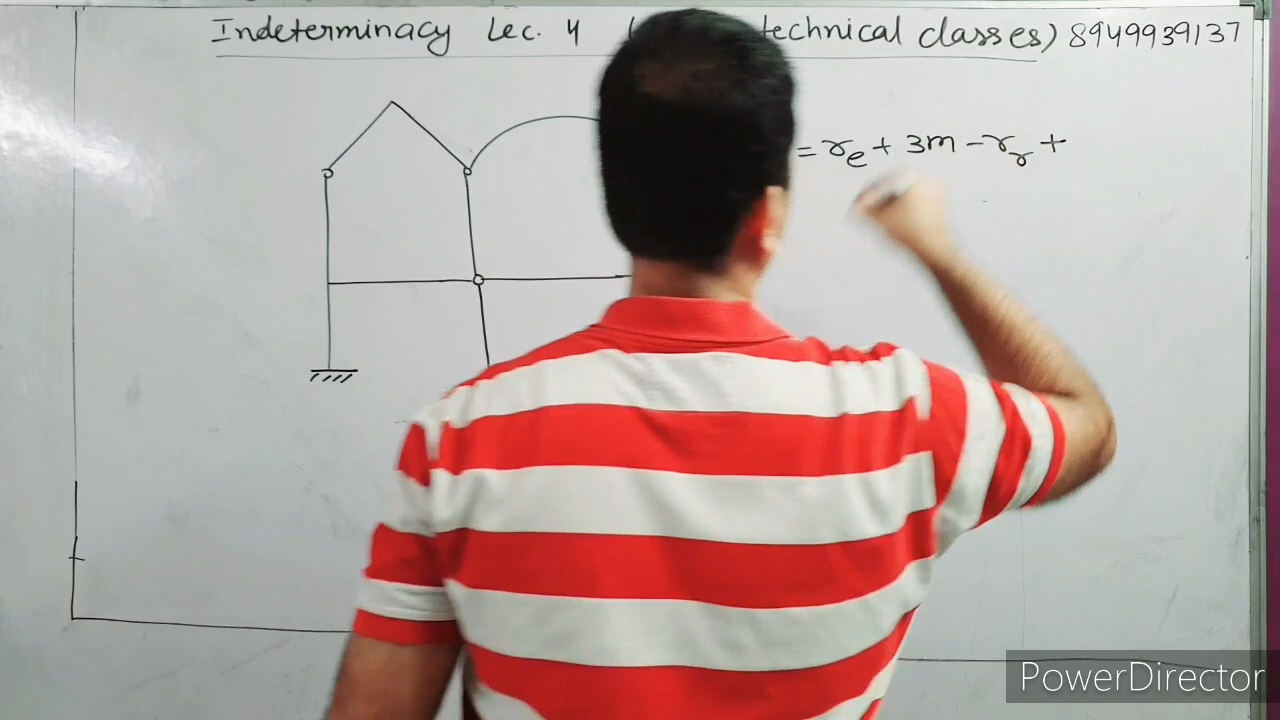 Indeterminacy Lec. 4 ( technical classes) 8949939137
= re + 3m - rr +
PowerDirector